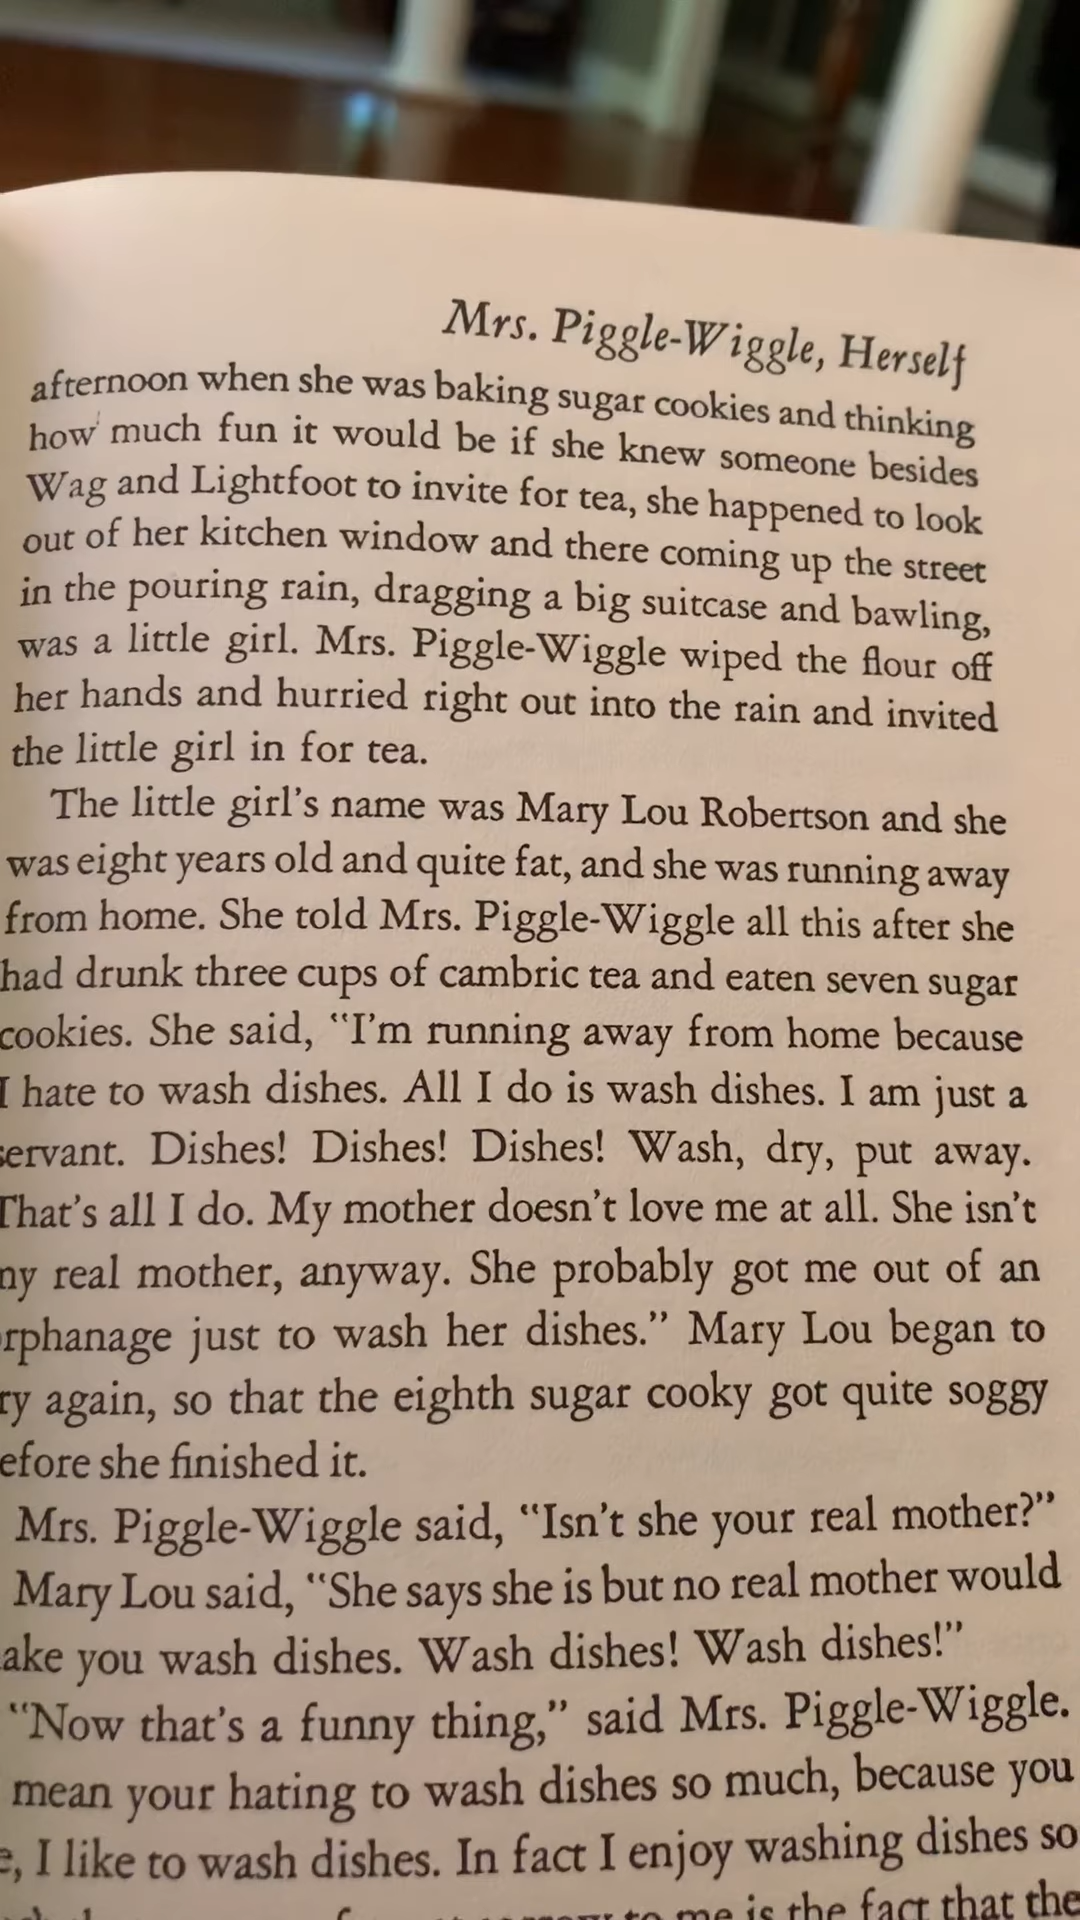 Mrs. Piggle-Wiggle, Herself
afternoon when she was baking sugar cookies and thinking
how much fun it would be if she knew someone besides
Wag and Lightfoot to invite for tea, she happened to look
out of her kitchen window and there coming up the street
in the pouring rain, dragging a big suitcase and bawling,
was a little girl. Mrs. Piggle-Wiggle wiped the flour off
her hands and hurried right out into the rain and invited
the little girl in for tea.
The little girl's name was Mary Lou Robertson and she
was eight years old and quite fat, and she was running away
from home. She told Mrs. Piggle-Wiggle all this after she
had drunk three cups of cambric tea and eaten seven sugar
cookies. She said, “I'm running away from home because
I hate to wash dishes. All I do is wash dishes. I am just a
servant. Dishes! Dishes! Dishes! Wash, dry, put away.
That's all I do. My mother doesn't love me at all. She isn't
my real mother, anyway. She probably got me out of an
rphanage just to wash her dishes.” Mary Lou began to
ry again, so that the eighth sugar cooky got quite soggy
efore she finished it.
Mrs. Piggle-Wiggle said, “Isn't she your real mother?”
Mary Lou said, “She says she is but no real mother would
ake you wash dishes. Wash dishes! Wash dishes!”
“Now that's a funny thing,” said Mrs. Piggle-Wiggle.
mean your hating to wash dishes so much, because you
e, I like to wash dishes. In fact I enjoy washing dishes so
to me is the fact that the